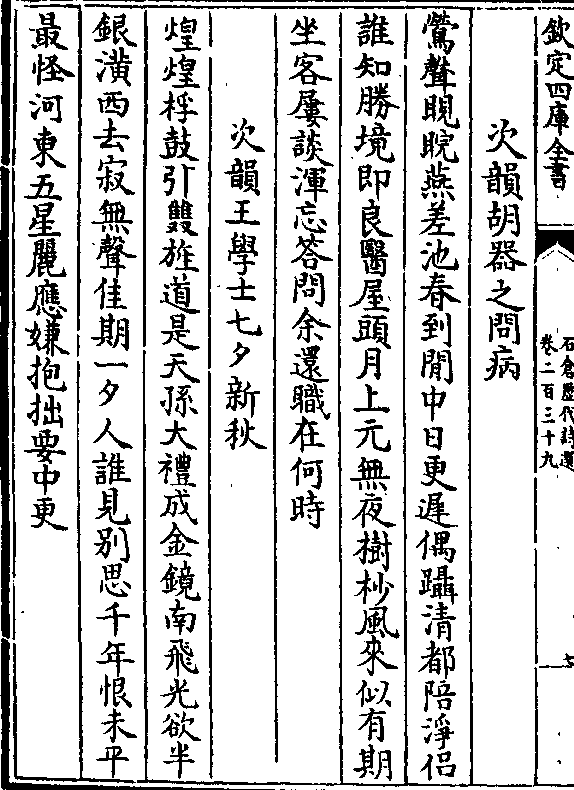 欽定四庫全書
石倉歷代詩選
卷二百三十九
七
次韻胡器之問病
鶯聲睍睆燕差池春到閒中日更遲偶躡清都陪淨侶
誰知勝境即良醫屋頭月上元無夜樹杪風來似有期
坐客屢談渾忘答問余還職在何時
次韻王學士七夕新秋
煌煌桴鼓引雙旌道是天孫大禮成金鏡南飛光欲半
銀潢西去寂無聲佳期一夕人誰見别思千年恨未平
最怪河東五星麗應嫌抱拙要中更